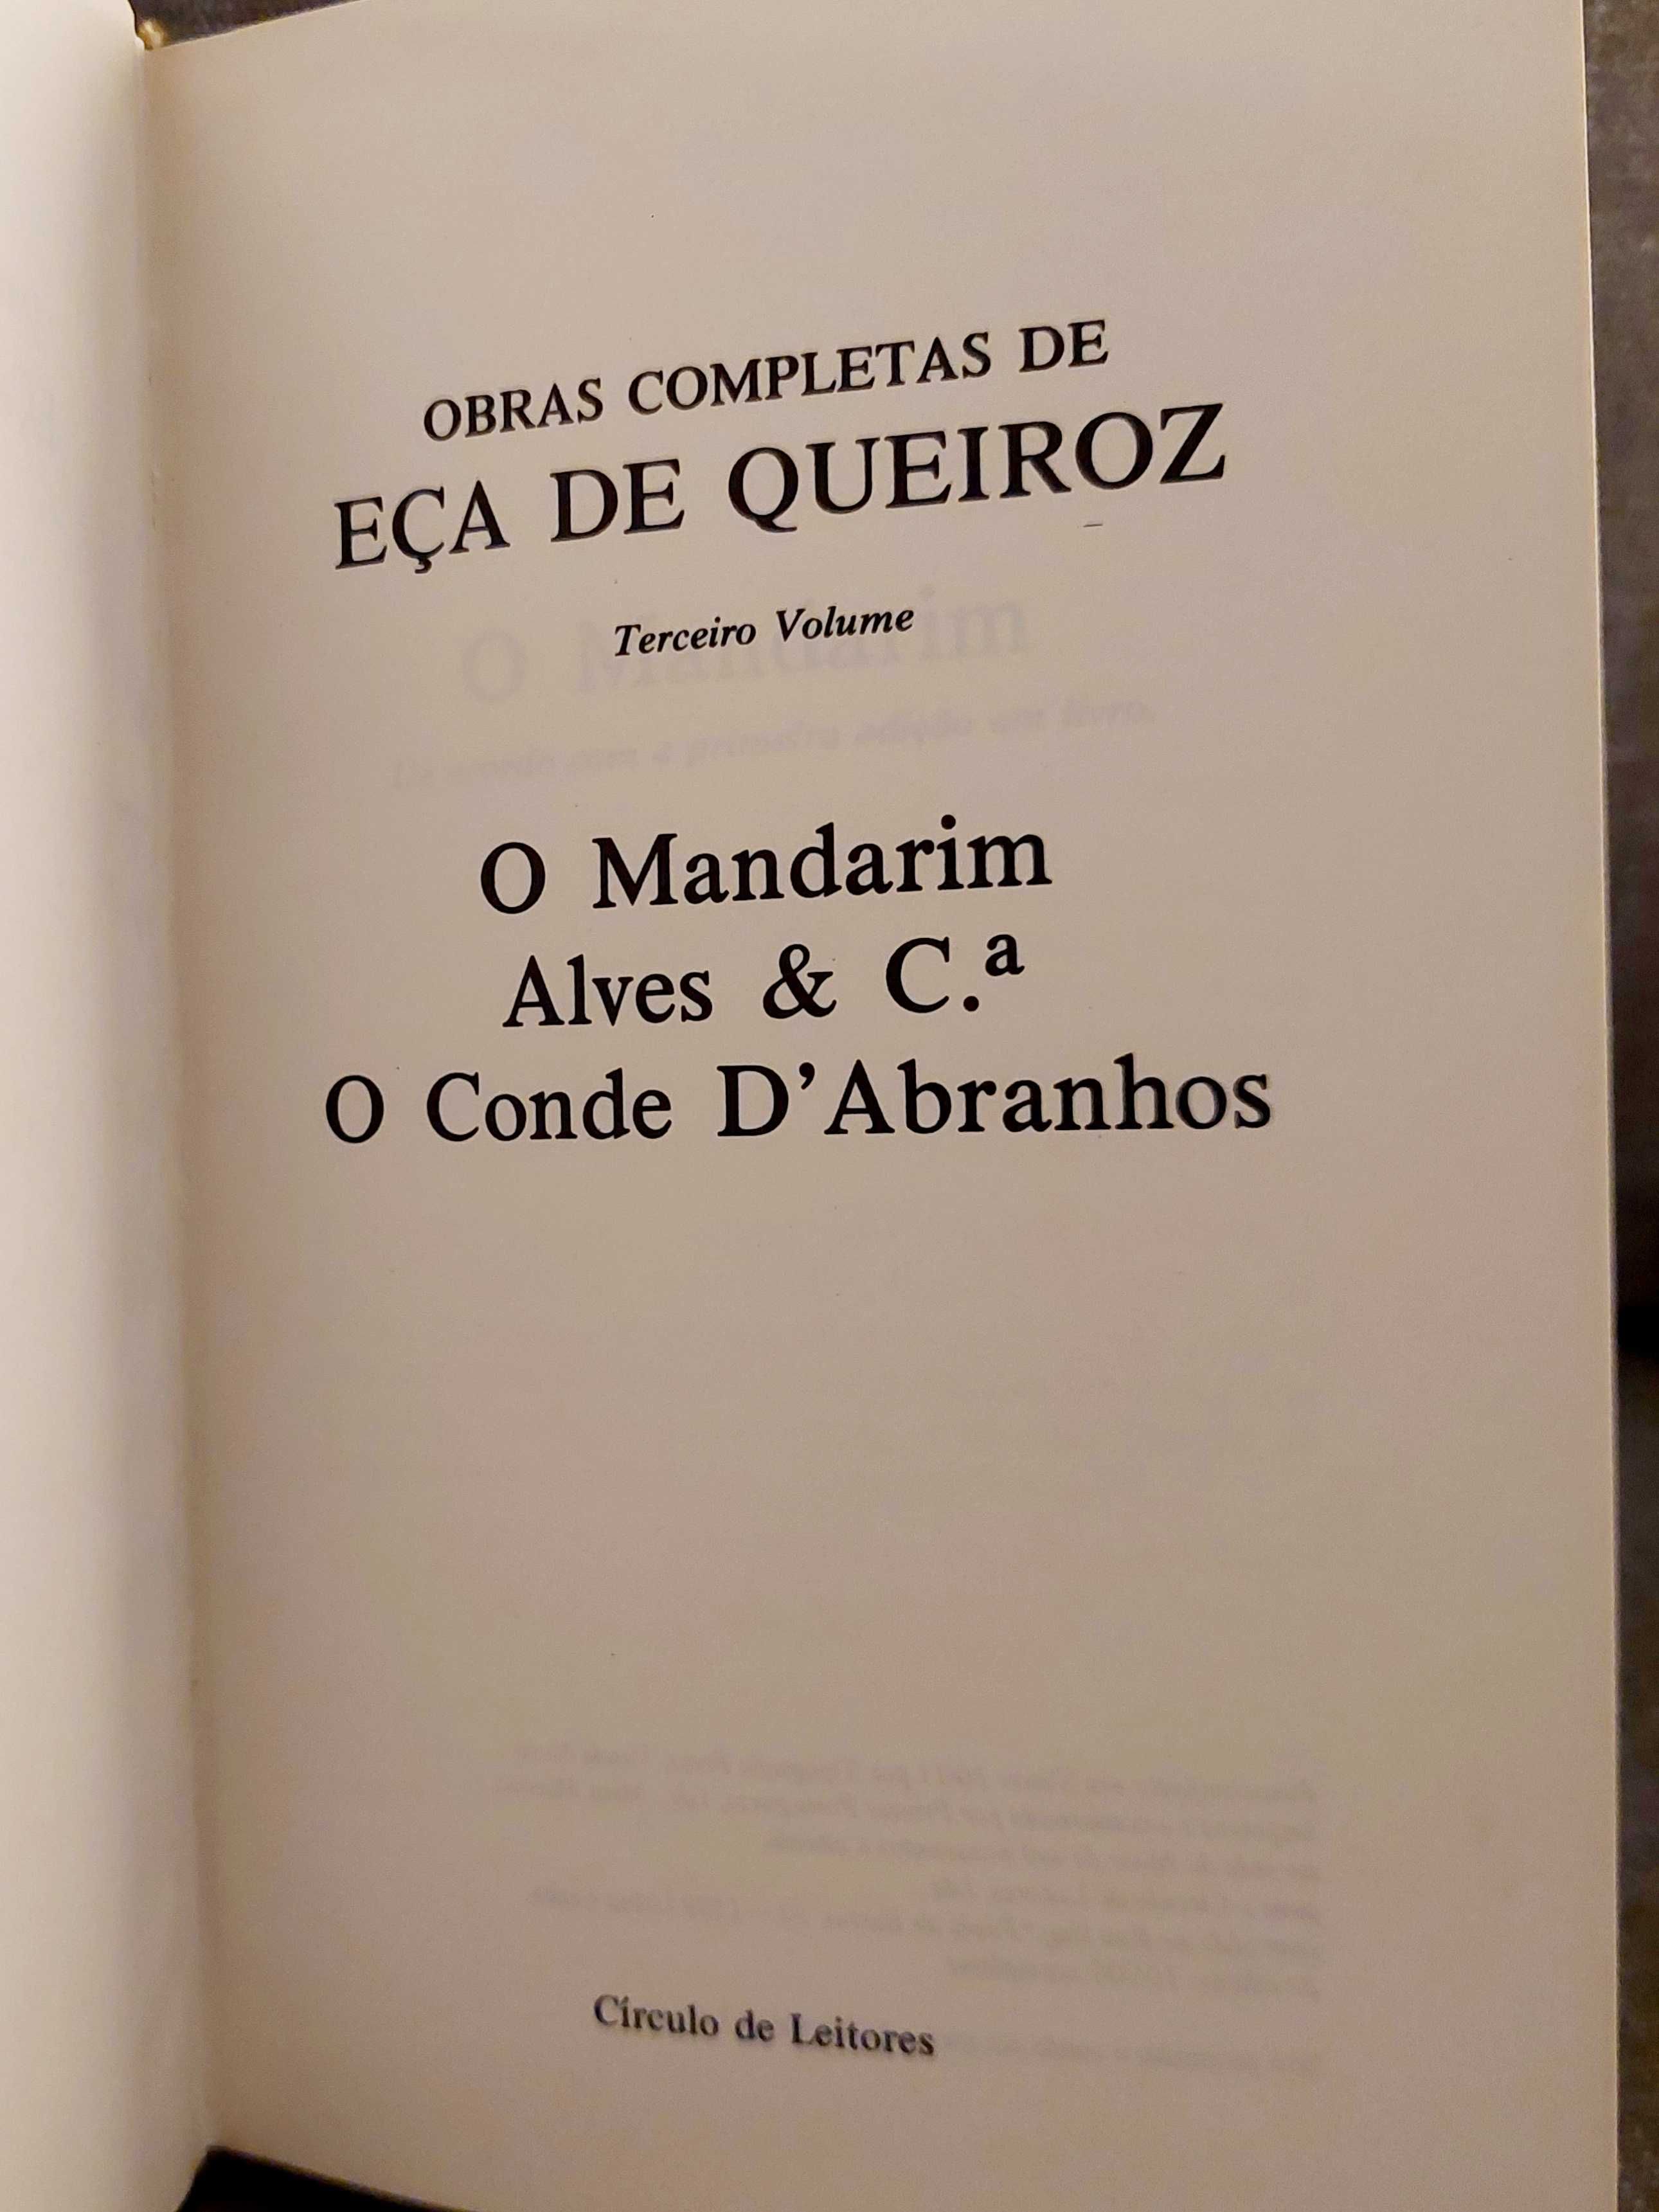 OBRAS COMPLETAS DE
EÇA DE QUEIROZ
Terceiro Volume
O Mandarim
Alves & C.ª
O Conde D'Abranhos
Círculo de Leitores